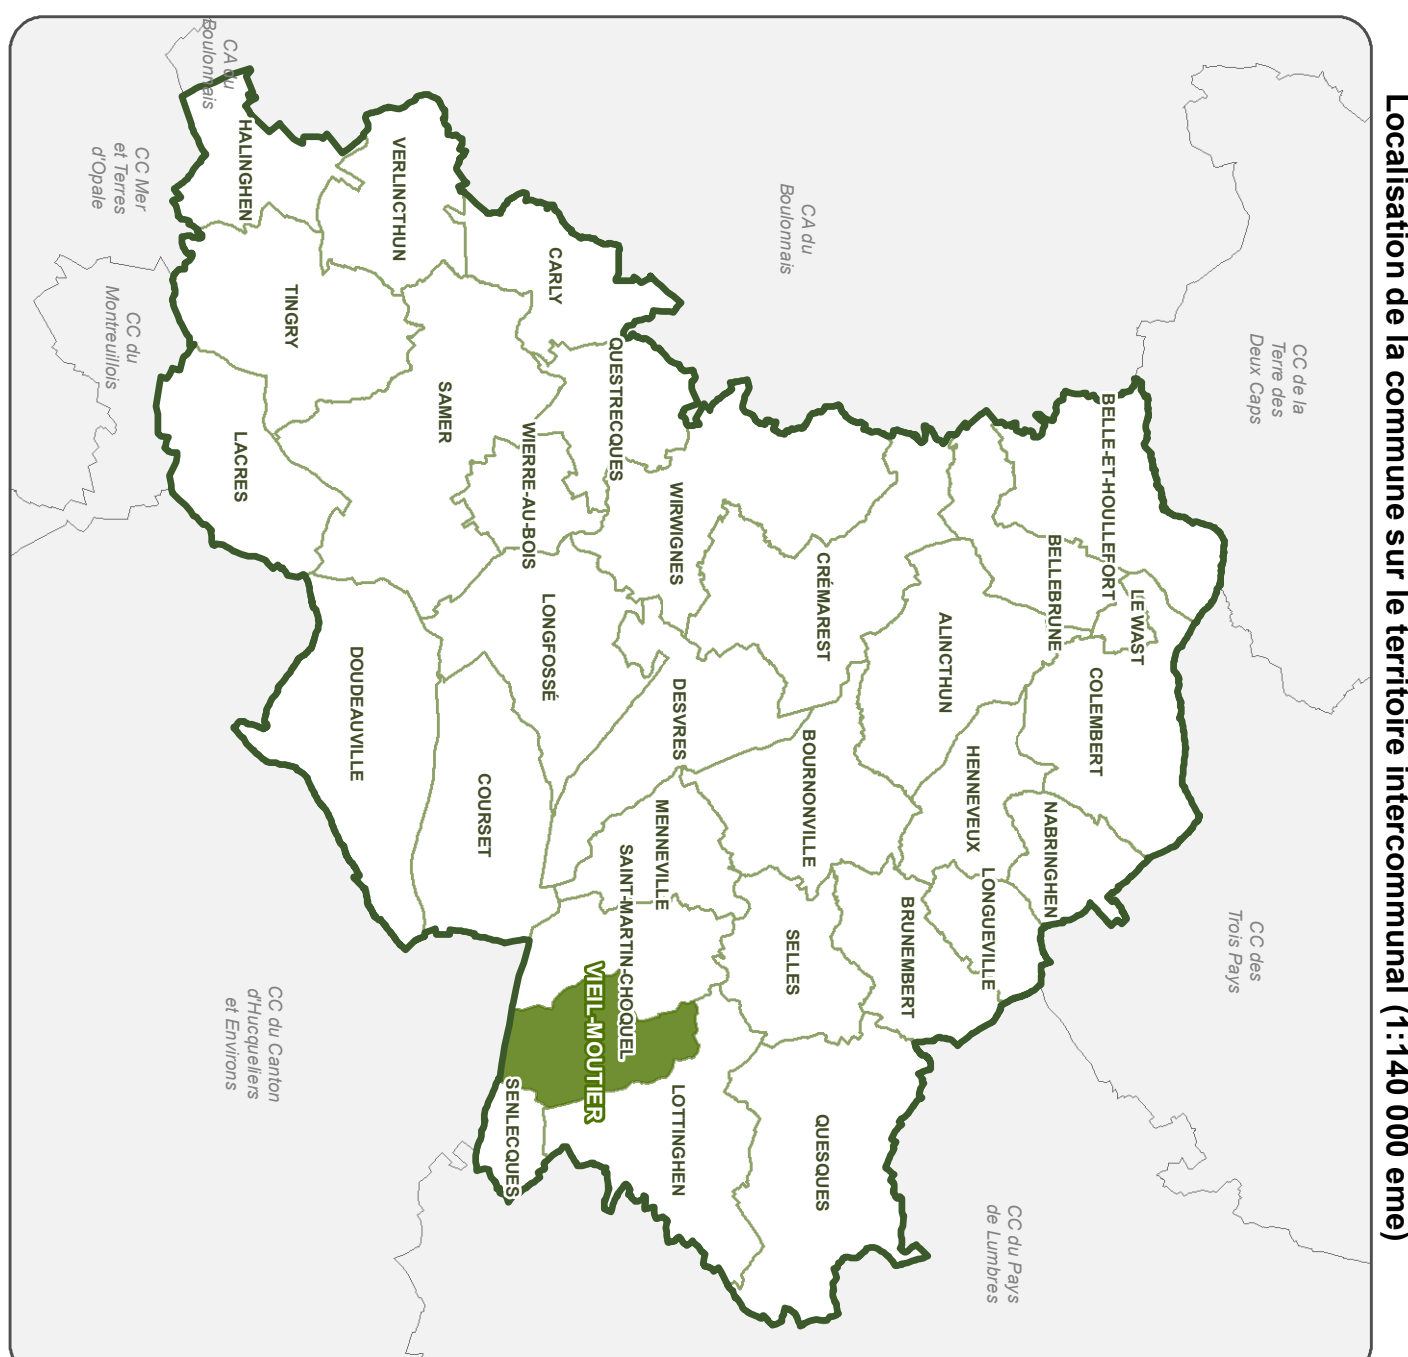 Localisation de la commune sur le territoire intercommunal (1:140 000 eme)
CC de la
Terre des
Deux Caps
CC des
Trois Pays
BELLE-ET-HOULLEFORT
LE WAST
COLEMBERT
BELLEBRUNE
NABRINGHEN
CC du Pays
de Lumbres
LONGUEVILLE
HENNEVEUX
ALINCTHUN
BRUNEMBERT
CA du
Boulonnais
CRÉMAREST
BOURNONVILLE
SELLES
QUESQUES
WIRWIGNES
DESVRES
MENNEVILLE
LOTTINGHEN
QUESTRECQUES
SAINT-MARTIN-CHOQUEL
VIEIL-MOUTIER
CARLY
LONGFOSSÉ
WIERRE-AU-BOIS
SENLECQUES
COURSET
SAMER
VERLINCTHUN
DOUDEAUVILLE
TINGRY
CC du Canton
d'Hucqueliers
et Environs
HALINGHEN
LACRES
CA du
Boulonnais
CC Mer
et Terres
d'Opale
CC du
Montreuillois